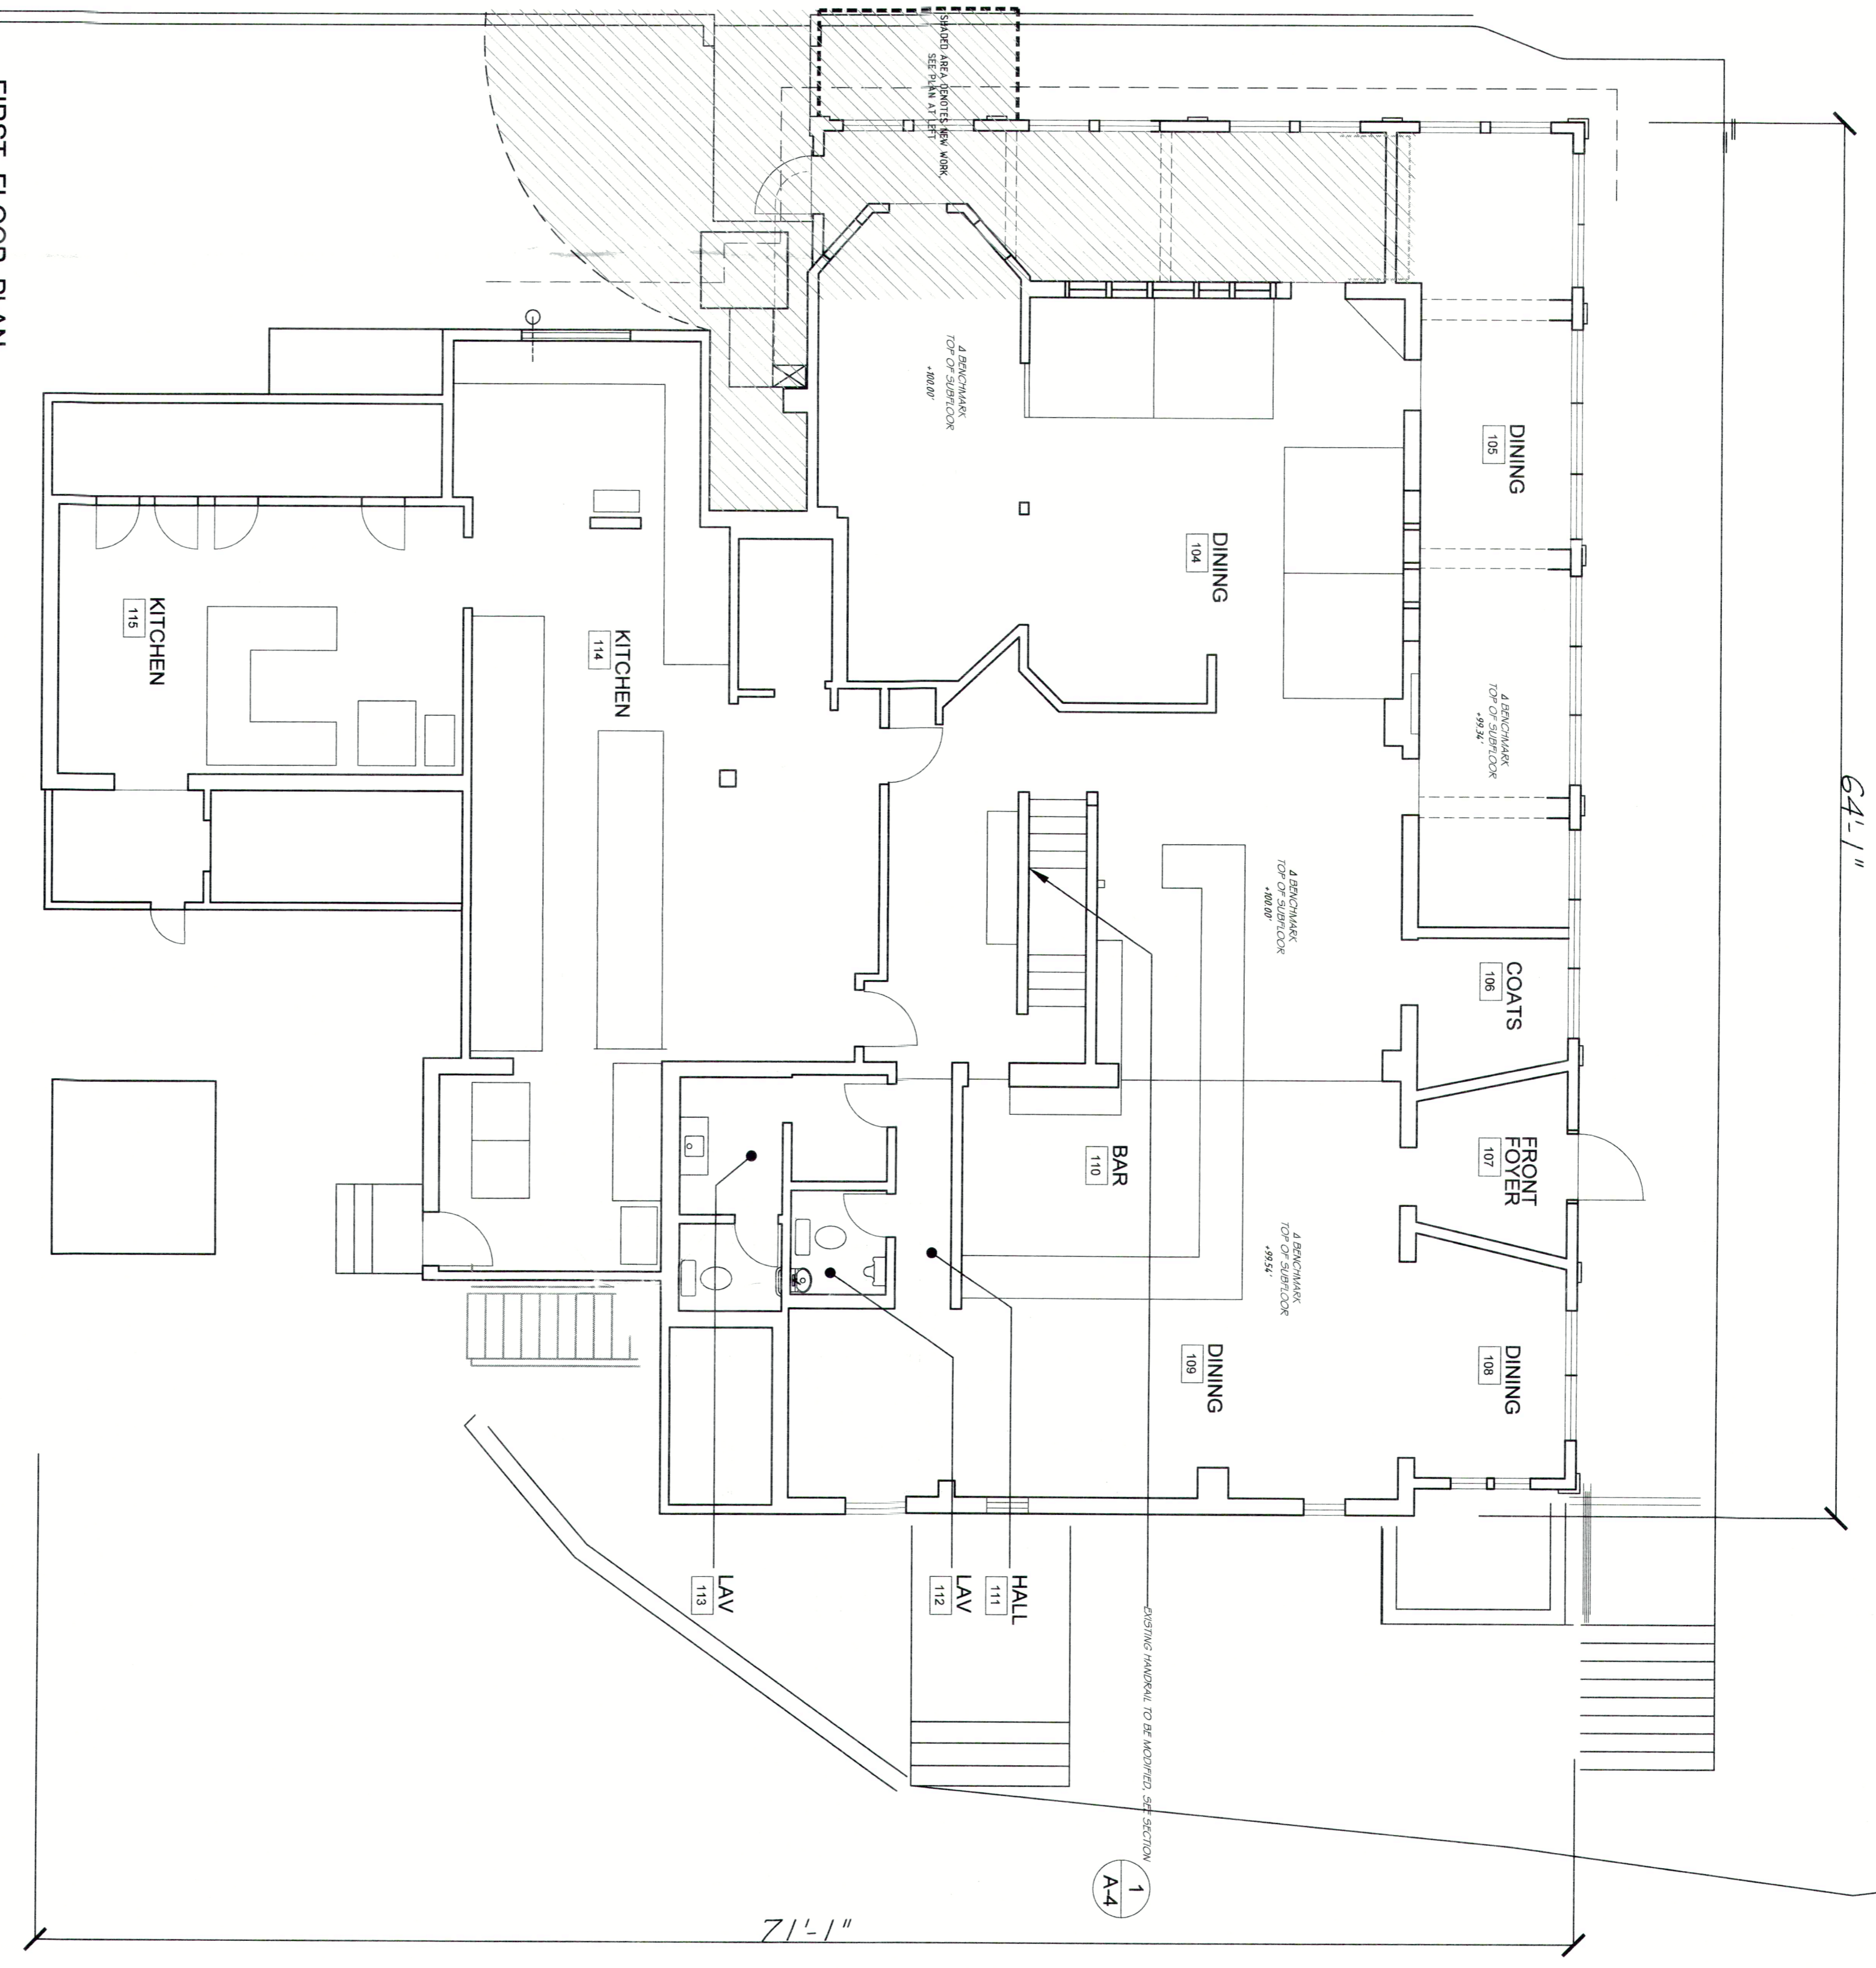 FIRST FLOOR PLAN
64'-1"
71'-1"
SHADED AREA DENOTES NEW WORK,
SEE PLAN AT LEFT
DINING
105
Δ BENCHMARK
TOP OF SUBFLOOR
+99.34'
COATS
106
FRONT
FOYER
107
DINING
108
DINING
104
Δ BENCHMARK
TOP OF SUBFLOOR
+100.00'
Δ BENCHMARK
TOP OF SUBFLOOR
+100.00'
Δ BENCHMARK
TOP OF SUBFLOOR
+99.54'
DINING
109
BAR
110
KITCHEN
114
KITCHEN
115
HALL
111
LAV
112
LAV
113
EXISTING HANDRAIL TO BE MODIFIED, SEE SECTION
1
A-4